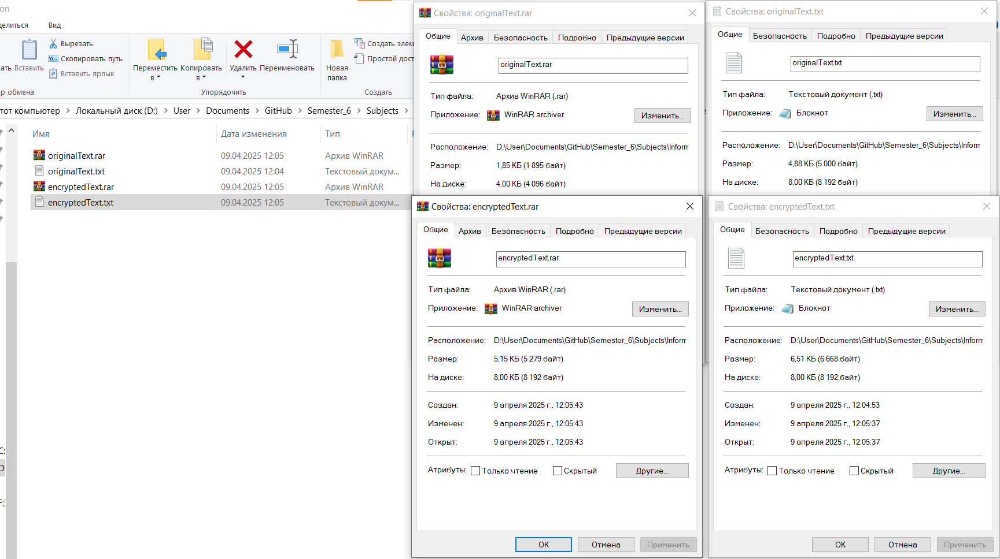 делиться
Вид
Вставить
Вырезать
Скопировать путь
Вставить ярлык
р обмена
Переместить в
Копировать в
Удалить
Переименовать
Упорядочить
Новая папка
Создать элем
Простой дост
Создать
тот компьютер > Локальный диск (D:) > User > Documents > GitHub > Semester_6 > Subjects >
Имя
Дата изменения
Тип
originalText.rar 09.04.2025 12:05 Архив WinRAR
originalText.txt 09.04.2025 12:04 Текстовый докум...
encryptedText.rar 09.04.2025 12:05 Архив WinRAR
encryptedText.txt 09.04.2025 12:05 Текстовый докум...
Свойства: originalText.rar
Общие Архив Безопасность Подробно Предыдущие версии
originalText.rar
Тип файла: Архив WinRAR (.rar)
Приложение: WinRAR archiver Изменить...
Расположение: D:\User\Documents\GitHub\Semester_6\Subjects\Inform
Размер: 1,85 КБ (1 895 байт)
На диске: 4,00 КБ (4 096 байт)
Свойства: originalText.txt
Общие Безопасность Подробно Предыдущие версии
originalText.txt
Тип файла: Текстовый документ (.txt)
Приложение: Блокнот Изменить...
Расположение: D:\User\Documents\GitHub\Semester_6\Subjects\Inform
Размер: 4,88 КБ (5 000 байт)
На диске: 8,00 КБ (8 192 байт)
Свойства: encryptedText.rar
Общие Архив Безопасность Подробно Предыдущие версии
encryptedText.rar
Тип файла: Архив WinRAR (.rar)
Приложение: WinRAR archiver Изменить...
Расположение: D:\User\Documents\GitHub\Semester_6\Subjects\Inform
Размер: 5,15 КБ (5 279 байт)
На диске: 8,00 КБ (8 192 байт)
Создан: 9 апреля 2025 г., 12:05:43
Изменен: 9 апреля 2025 г., 12:05:43
Открыт: 9 апреля 2025 г., 12:05:43
Атрибуты: Только чтение Скрытый Другие...
OK Отмена Применить
Свойства: encryptedText.txt
Общие Безопасность Подробно Предыдущие версии
encryptedText.txt
Тип файла: Текстовый документ (.txt)
Приложение: Блокнот Изменить...
Расположение: D:\User\Documents\GitHub\Semester_6\Subjects\Inform
Размер: 6,51 КБ (6 668 байт)
На диске: 8,00 КБ (8 192 байт)
Создан: 9 апреля 2025 г., 12:04:53
Изменен: 9 апреля 2025 г., 12:05:37
Открыт: 9 апреля 2025 г., 12:05:37
Атрибуты: Только чтение Скрытый Другие...
OK Отмена Применить